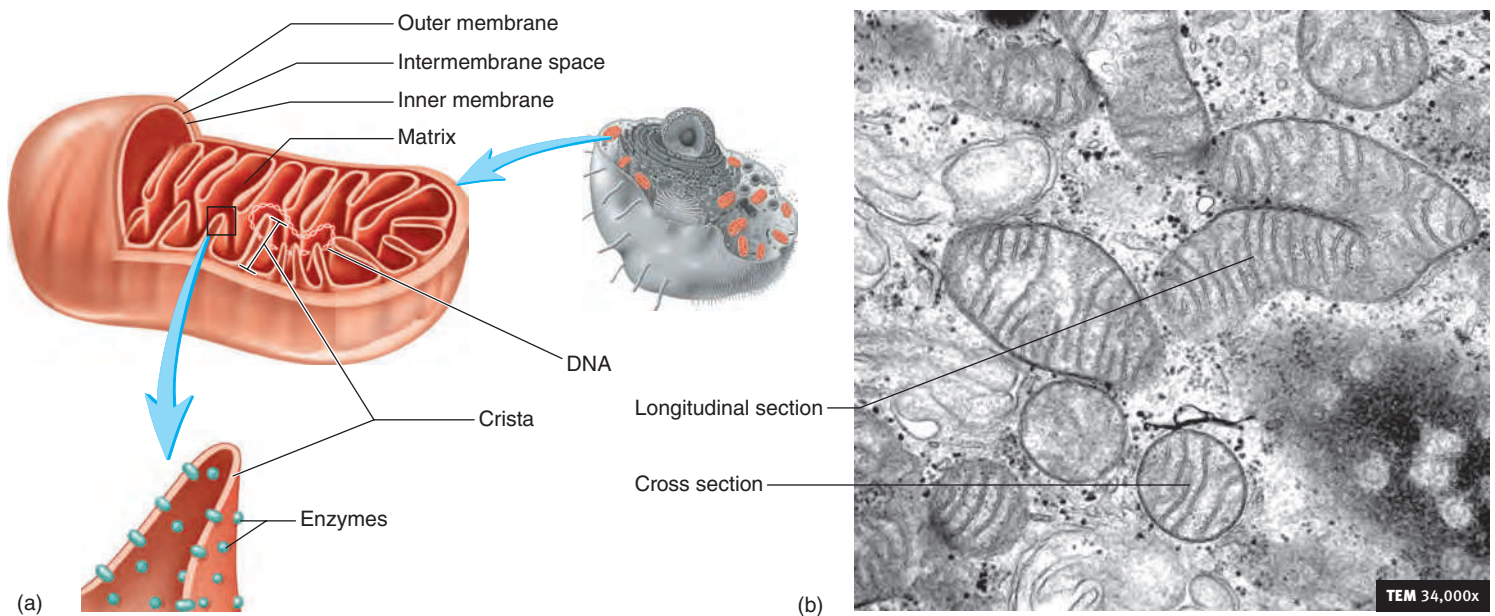 Outer membrane
Intermembrane space
Inner membrane
Matrix
DNA
Crista
Enzymes
(a)
Longitudinal section
Cross section
(b)
TEM 34,000x